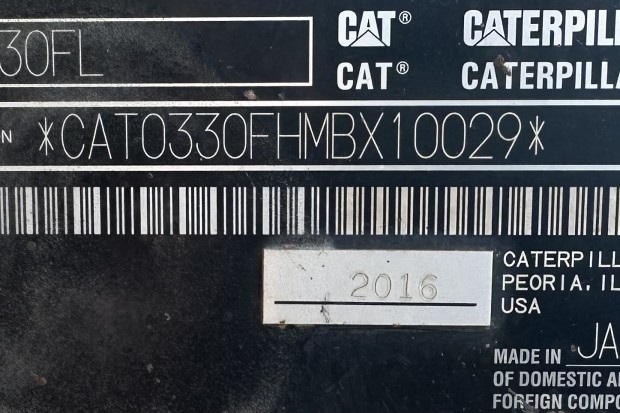 30FL
CAT® CATERPILL
CAT® CATERPILLA
N *CAT0330FHMBX10029*
2016
CATERPILL
PEORIA, IL
USA
MADE IN JA
OF DOMESTIC A
FOREIGN COMPO